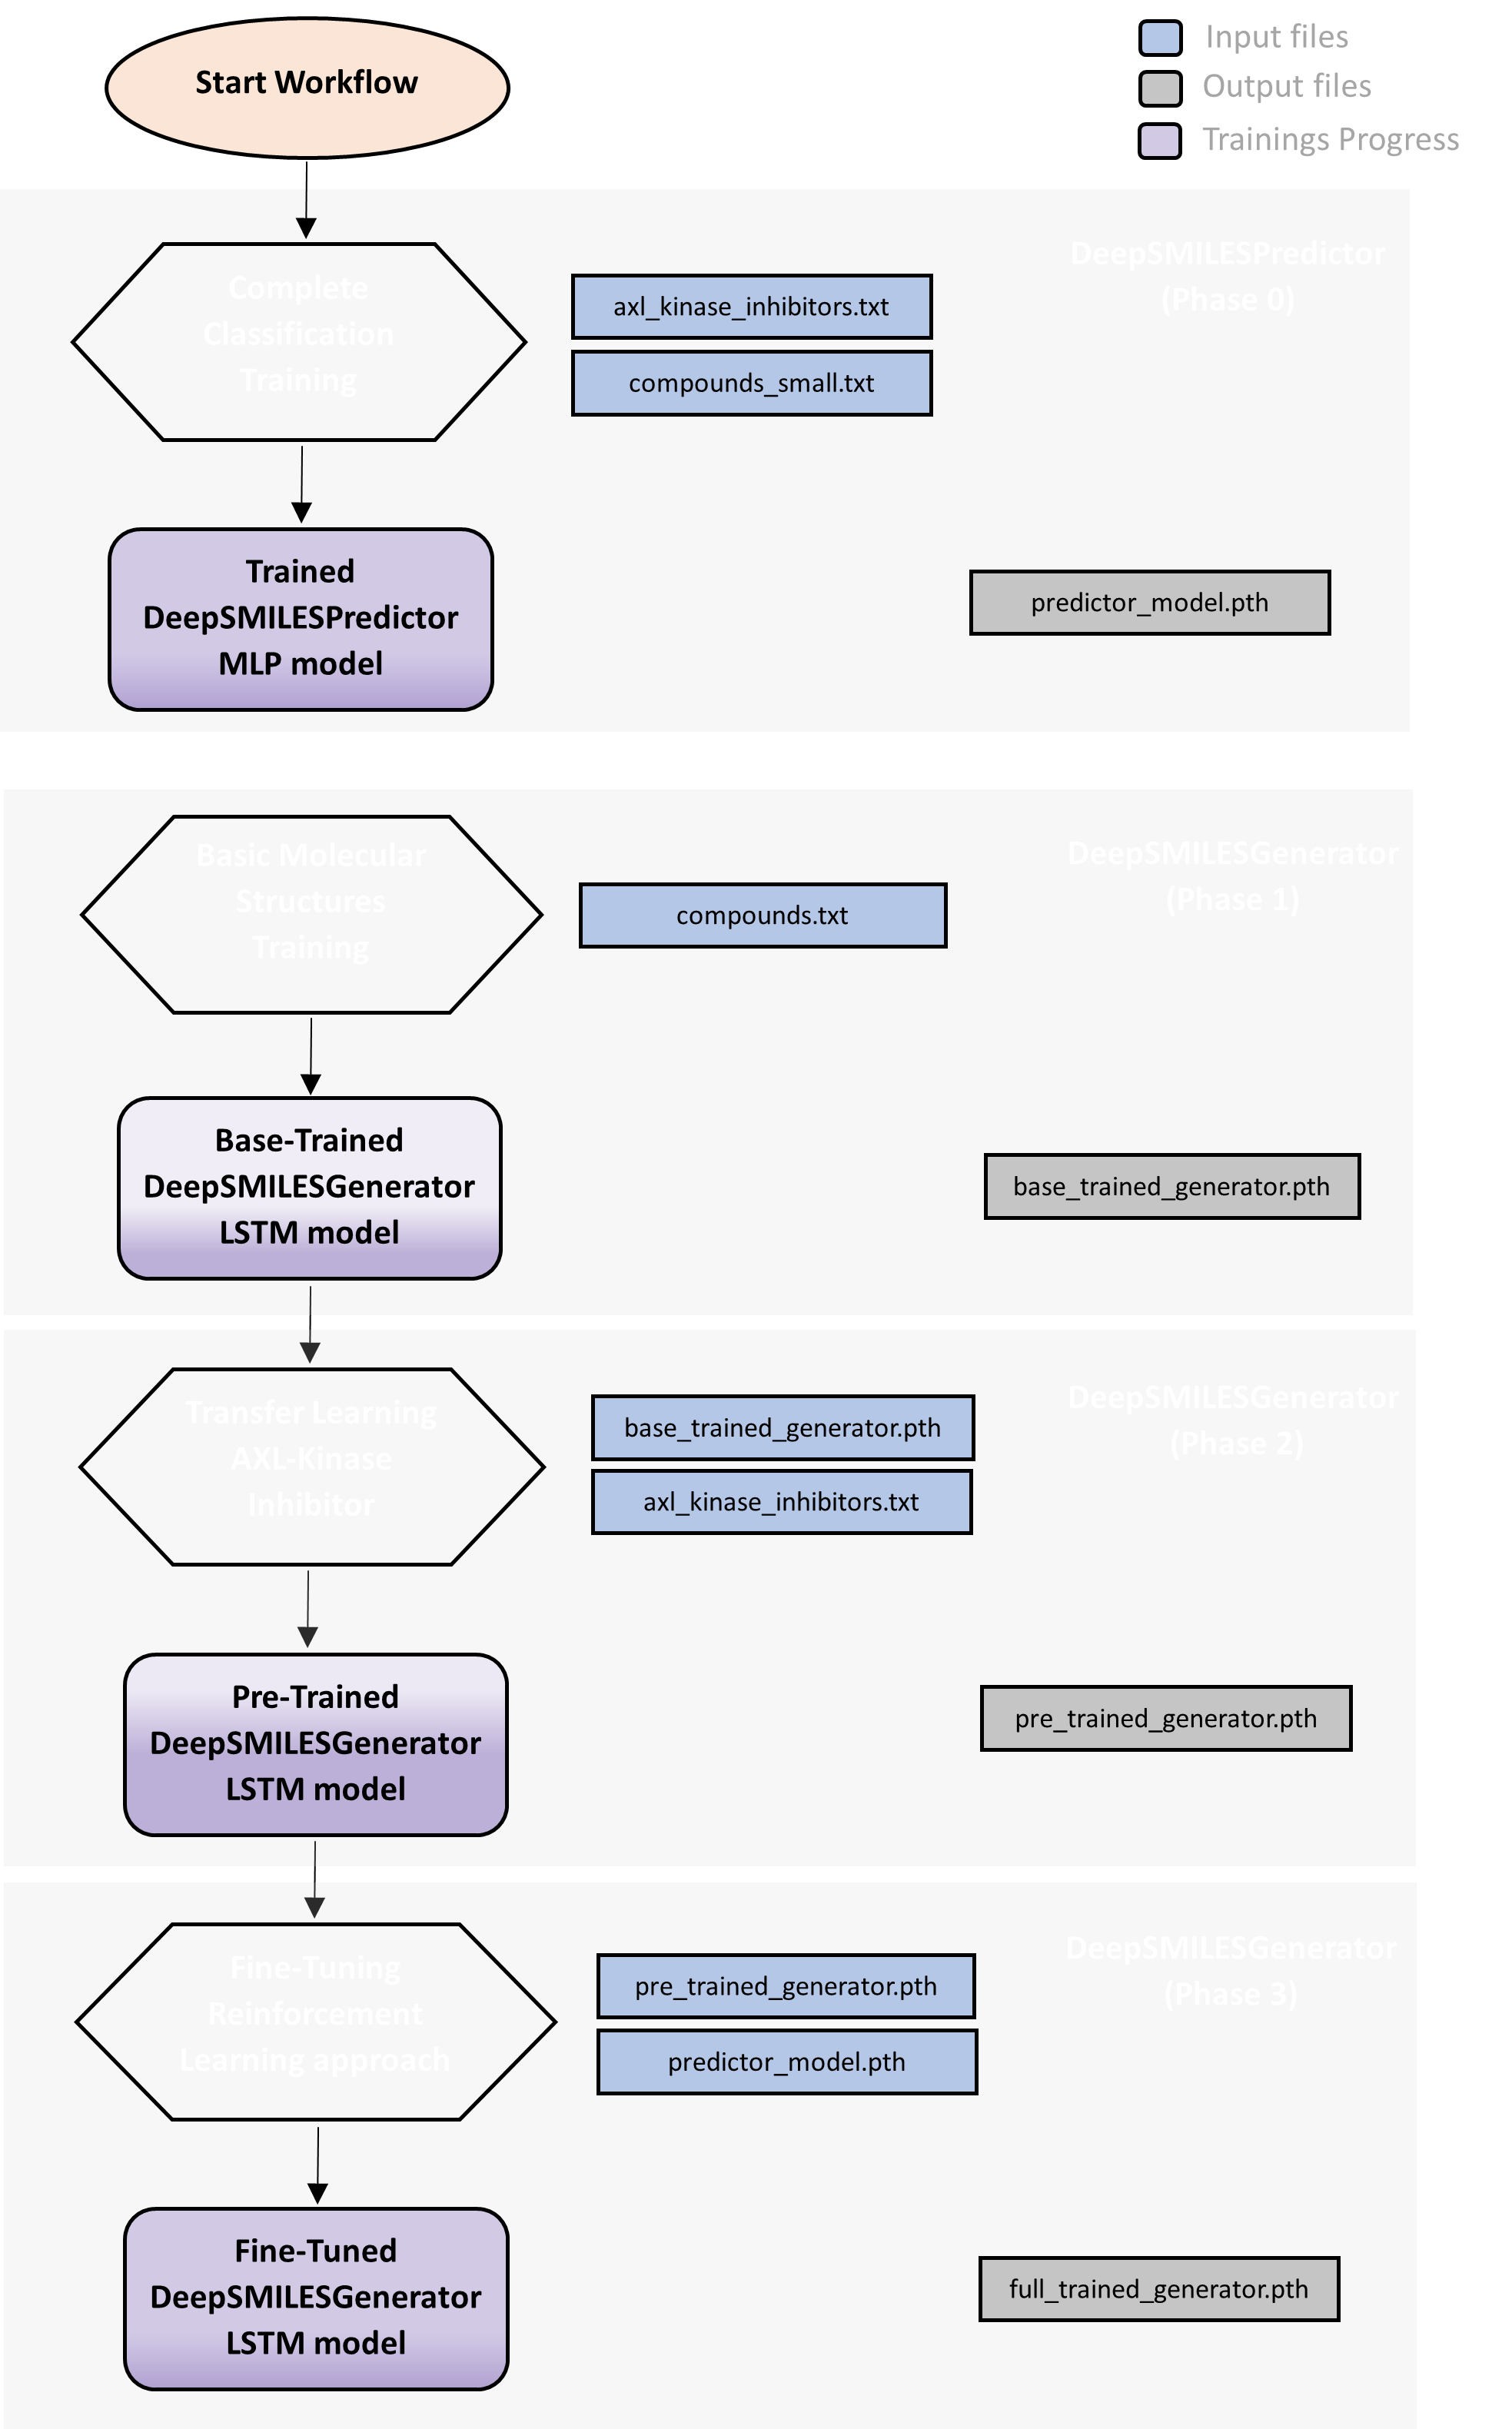 Start Workflow
Input files
Output files
Trainings Progress
DeepSMILESPredictor
(Phase 0)
Complete
Classification
Training
axl_kinase_inhibitors.txt
compounds_small.txt
Trained
DeepSMILESPredictor
MLP model
predictor_model.pth
DeepSMILESGenerator
(Phase 1)
Basic Molecular
Structures
Training
compounds.txt
Base-Trained
DeepSMILESGenerator
LSTM model
base_trained_generator.pth
DeepSMILESGenerator
(Phase 2)
Transfer Learning
AXL-Kinase
Inhibitor
base_trained_generator.pth
axl_kinase_inhibitors.txt
Pre-Trained
DeepSMILESGenerator
LSTM model
pre_trained_generator.pth
DeepSMILESGenerator
(Phase 3)
Fine-Tuning
Reinforcement
Learning approach
pre_trained_generator.pth
predictor_model.pth
Fine-Tuned
DeepSMILESGenerator
LSTM model
full_trained_generator.pth